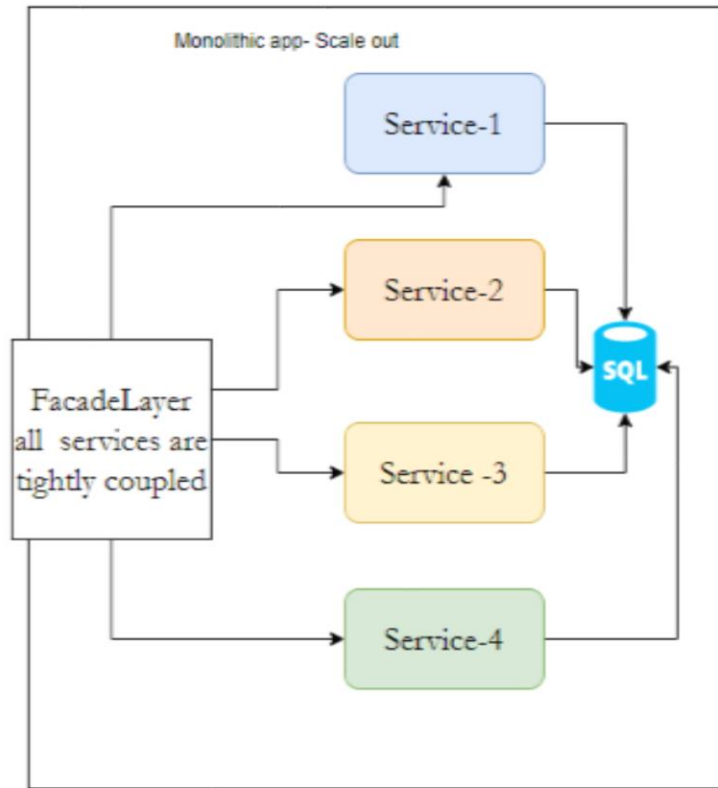 Monolithic app- Scale out
Service-1
Service-2
SQL
FacadeLayer
all services are
tightly coupled
Service -3
Service-4